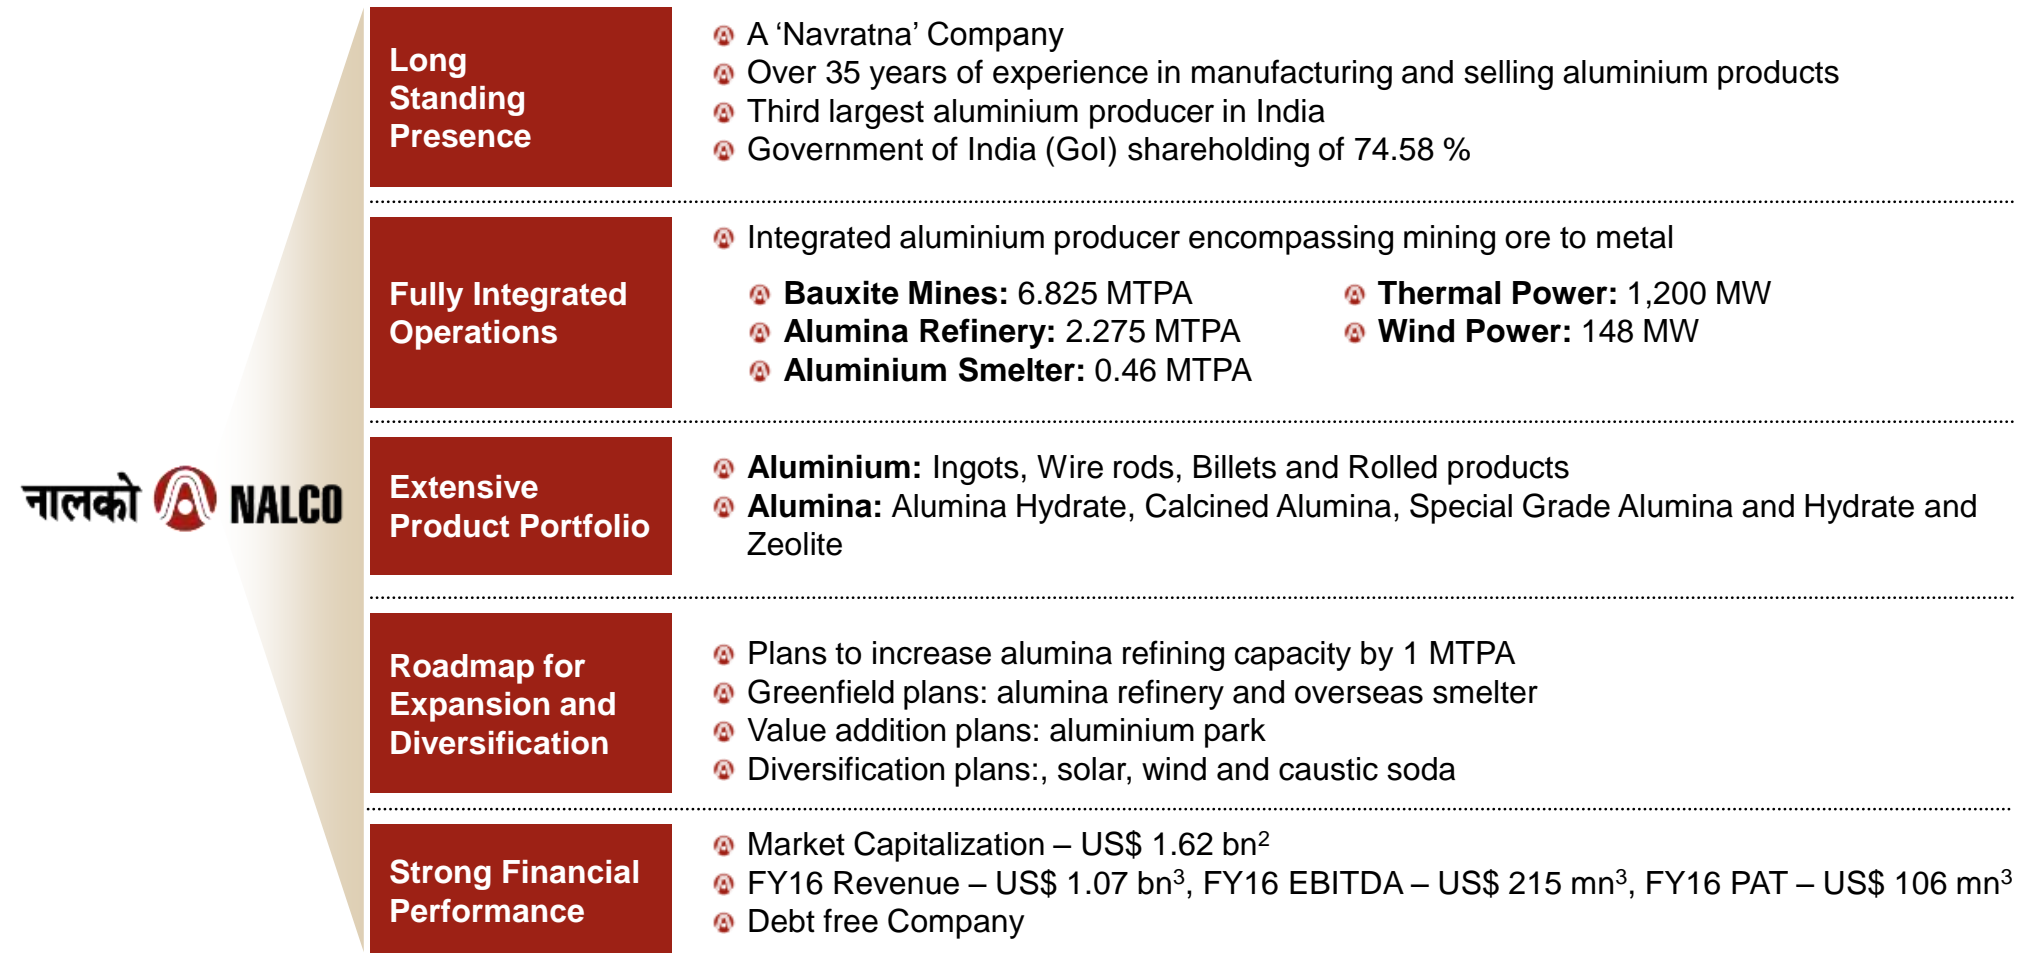 नालको NALCO
Long
Standing
Presence
A ‘Navratna’ Company
Over 35 years of experience in manufacturing and selling aluminium products
Third largest aluminium producer in India
Government of India (GoI) shareholding of 74.58 %
Fully Integrated
Operations
Integrated aluminium producer encompassing mining ore to metal
Bauxite Mines: 6.825 MTPA
Alumina Refinery: 2.275 MTPA
Aluminium Smelter: 0.46 MTPA
Thermal Power: 1,200 MW
Wind Power: 148 MW
Extensive
Product Portfolio
Aluminium: Ingots, Wire rods, Billets and Rolled products
Alumina: Alumina Hydrate, Calcined Alumina, Special Grade Alumina and Hydrate and
Zeolite
Roadmap for
Expansion and
Diversification
Plans to increase alumina refining capacity by 1 MTPA
Greenfield plans: alumina refinery and overseas smelter
Value addition plans: aluminium park
Diversification plans:, solar, wind and caustic soda
Strong Financial
Performance
Market Capitalization – US$ 1.62 bn²
FY16 Revenue – US$ 1.07 bn³, FY16 EBITDA – US$ 215 mn³, FY16 PAT – US$ 106 mn³
Debt free Company